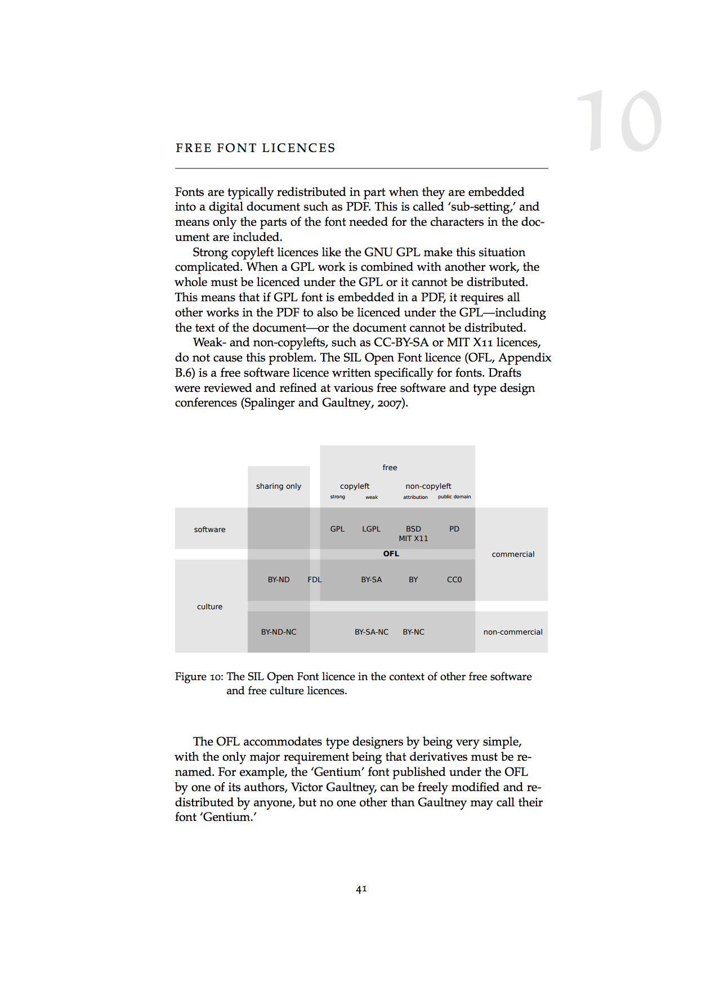 10
FREE FONT LICENCES
Fonts are typically redistributed in part when they are embedded
into a digital document such as PDF. This is called ‘sub-setting,’ and
means only the parts of the font needed for the characters in the doc-
ument are included.
Strong copyleft licences like the GNU GPL make this situation
complicated. When a GPL work is combined with another work, the
whole must be licenced under the GPL or it cannot be distributed.
This means that if GPL font is embedded in a PDF, it requires all
other works in the PDF to also be licenced under the GPL—including
the text of the document—or the document cannot be distributed.
Weak- and non-copylefts, such as CC-BY-SA or MIT X11 licences,
do not cause this problem. The SIL Open Font licence (OFL, Appendix
B.6) is a free software licence written specifically for fonts. Drafts
were reviewed and refined at various free software and type design
conferences (Spalinger and Gaultney, 2007).
free
sharing only copyleft non-copyleft
strong weak attribution public domain
software GPL LGPL BSD PD
MIT X11
OFL commercial
BY-ND FDL BY-SA BY CC0
culture
BY-ND-NC BY-SA-NC BY-NC non-commercial
Figure 10: The SIL Open Font licence in the context of other free software
and free culture licences.
The OFL accommodates type designers by being very simple,
with the only major requirement being that derivatives must be re-
named. For example, the ‘Gentium’ font published under the OFL
by one of its authors, Victor Gaultney, can be freely modified and re-
distributed by anyone, but no one other than Gaultney may call their
font ‘Gentium.’
41